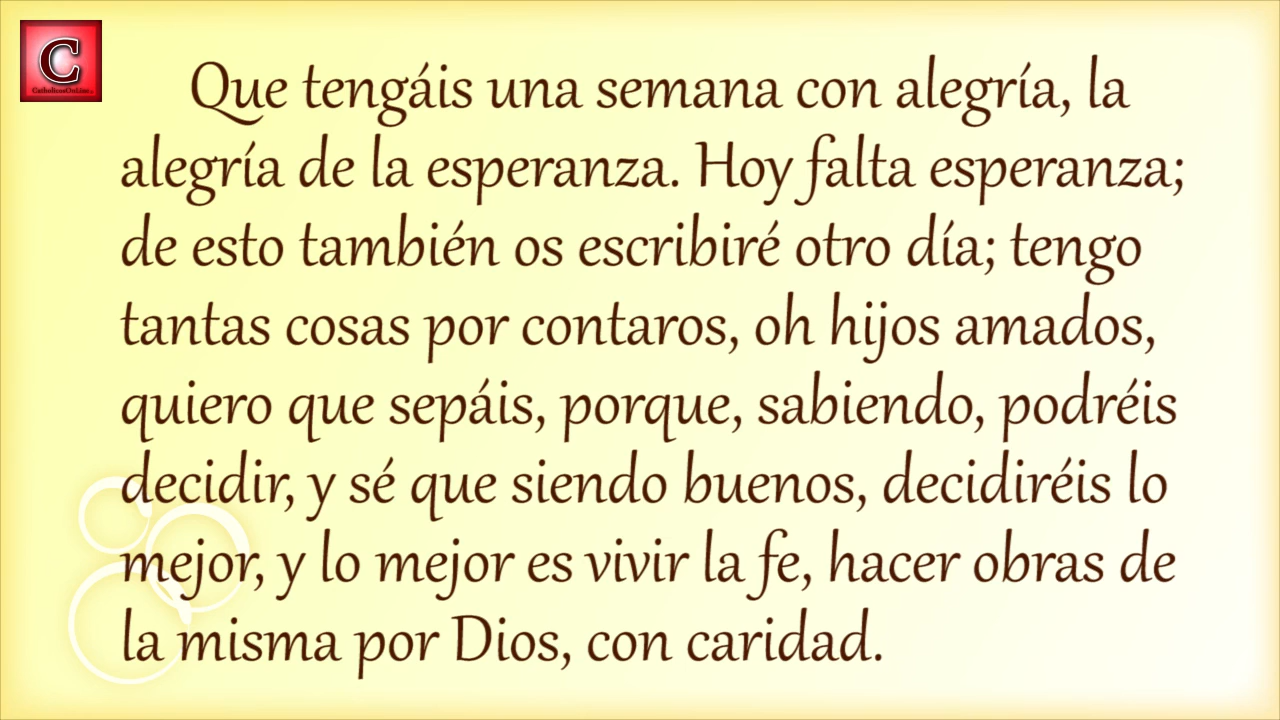 C
Que tengáis una semana con alegría, la
alegría de la esperanza. Hoy falta esperanza;
de esto también os escribiré otro día; tengo
tantas cosas por contaros, oh hijos amados,
quiero que sepáis, porque, sabiendo, podréis
decidir, y sé que siendo buenos, decidiréis lo
mejor, y lo mejor es vivir la fe, hacer obras de
la misma por Dios, con caridad.